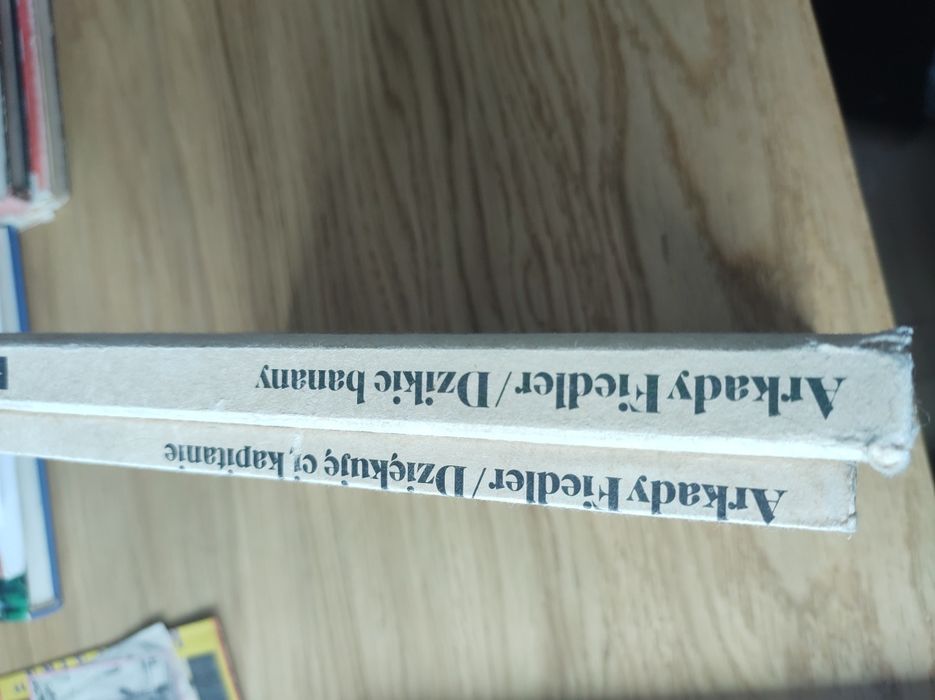 Arkady Fiedler/Dzikie banany
Arkady Fiedler/Dziękuję ci, kapitanie